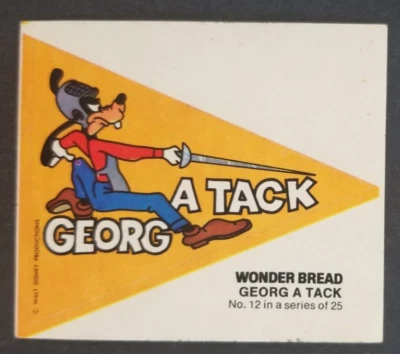 GEORG A TACK
© WALT DISNEY PRODUCTIONS
WONDER BREAD
GEORG A TACK
No. 12 in a series of 25